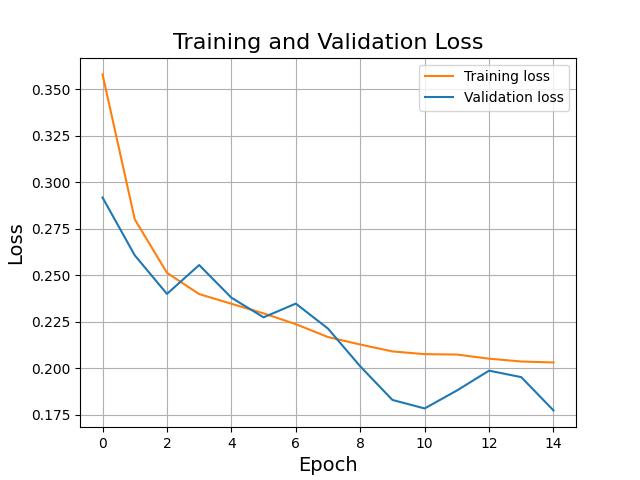 Training and Validation Loss
Training loss
Validation loss
0.350
0.325
0.300
0.275
0.250
0.225
0.200
0.175
Loss
0 2 4 6 8 10 12 14
Epoch